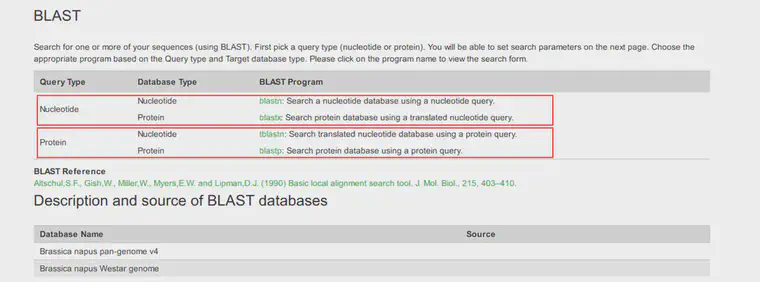 BLAST
Search for one or more of your sequences (using BLAST). First pick a query type (nucleotide or protein). You will be able to set search parameters on the next page. Choose the
appropriate program based on the Query type and Target database type. Please click on the program name to view the search form.
Query Type Database Type BLAST Program
Nucleotide Nucleotide blastn: Search a nucleotide database using a nucleotide query.
Protein blastx: Search protein database using a translated nucleotide query.
Protein Nucleotide tblastn: Search translated nucleotide database using a protein query.
Protein blastp: Search protein database using a protein query.
BLAST Reference
Altschul,S.F., Gish,W., Miller,W., Myers,E.W. and Lipman,D.J. (1990) Basic local alignment search tool. J. Mol. Biol., 215, 403–410.
Description and source of BLAST databases
Database Name Source
Brassica napus pan-genome v4
Brassica napus Westar genome